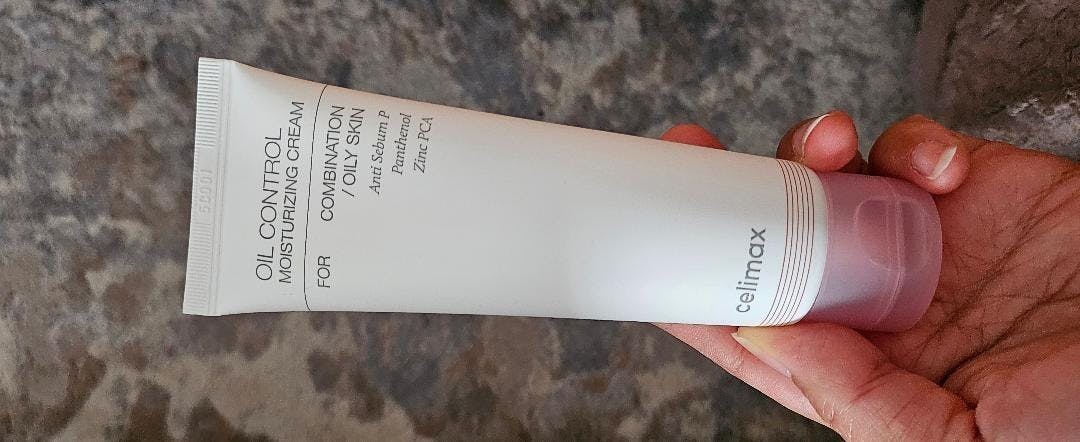 OIL CONTROL
MOISTURIZING CREAM
FOR COMBINATION
/ OILY SKIN
Anti Sebum P
Panthenol
Zinc PCA
celimax